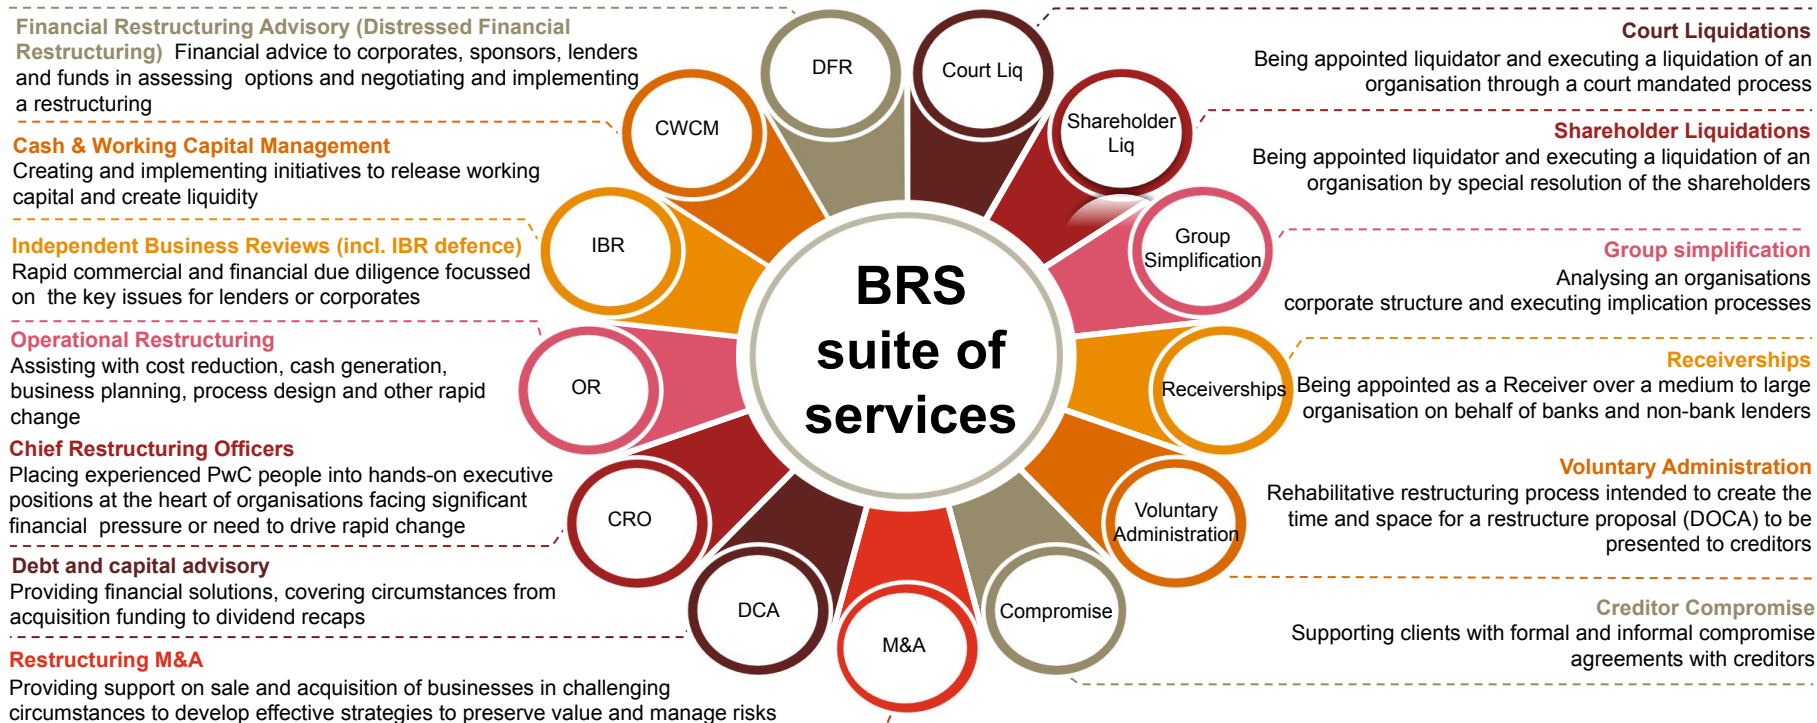 Financial Restructuring Advisory (Distressed Financial
Restructuring) Financial advice to corporates, sponsors, lenders
and funds in assessing options and negotiating and implementing
a restructuring
Cash & Working Capital Management
Creating and implementing initiatives to release working
capital and create liquidity
Independent Business Reviews (incl. IBR defence)
Rapid commercial and financial due diligence focussed
on the key issues for lenders or corporates
Operational Restructuring
Assisting with cost reduction, cash generation,
business planning, process design and other rapid
change
Chief Restructuring Officers
Placing experienced PwC people into hands-on executive
positions at the heart of organisations facing significant
financial pressure or need to drive rapid change
Debt and capital advisory
Providing financial solutions, covering circumstances from
acquisition funding to dividend recaps
Restructuring M&A
Providing support on sale and acquisition of businesses in challenging
circumstances to develop effective strategies to preserve value and manage risks
DFR
CWCM
IBR
OR
CRO
DCA
M&A
Compromise
Voluntary
Administration
Receiverships
Group
Simplification
Shareholder
Liq
Court Liq
BRS
suite of
services
Court Liquidations
Being appointed liquidator and executing a liquidation of an
organisation through a court mandated process
Shareholder Liquidations
Being appointed liquidator and executing a liquidation of an
organisation by special resolution of the shareholders
Group simplification
Analysing an organisations
corporate structure and executing implication processes
Receiverships
Being appointed as a Receiver over a medium to large
organisation on behalf of banks and non-bank lenders
Voluntary Administration
Rehabilitative restructuring process intended to create the
time and space for a restructure proposal (DOCA) to be
presented to creditors
Creditor Compromise
Supporting clients with formal and informal compromise
agreements with creditors